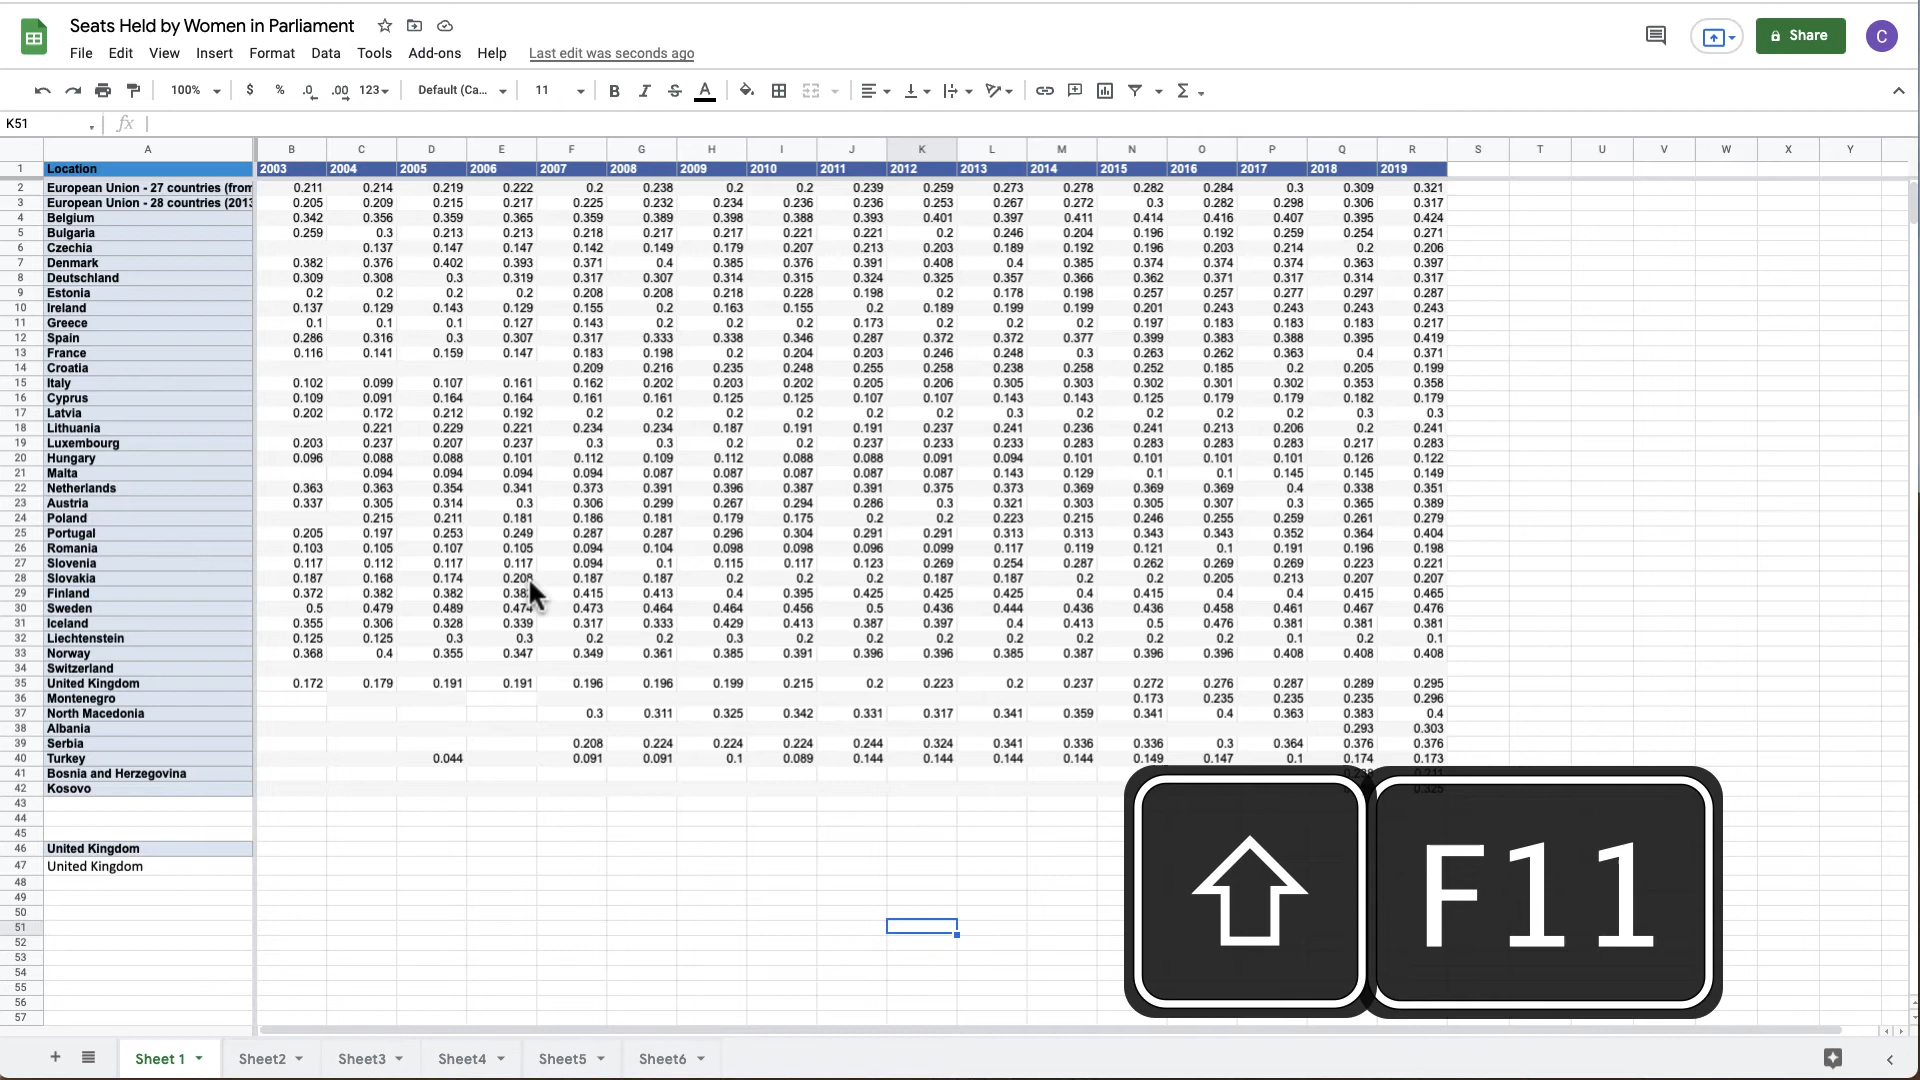 Seats Held by Women in Parliament
File Edit View Insert Format Data Tools Add-ons Help Last edit was seconds ago
Share C
100% $ % .0 .00 123 Default (Ca... 11 B I S A Σ
K51 fx
A B C D E F G H I J K L M N O P Q R S T U V W X Y
1 Location 2003 2004 2005 2006 2007 2008 2009 2010 2011 2012 2013 2014 2015 2016 2017 2018 2019
2 European Union - 27 countries (from 0.211 0.214 0.219 0.222 0.2 0.238 0.2 0.2 0.239 0.259 0.273 0.278 0.282 0.284 0.3 0.309 0.321
3 European Union - 28 countries (2013 0.205 0.209 0.215 0.217 0.225 0.232 0.234 0.236 0.236 0.253 0.267 0.272 0.3 0.282 0.298 0.306 0.317
4 Belgium 0.342 0.356 0.359 0.365 0.359 0.389 0.398 0.388 0.393 0.401 0.397 0.411 0.414 0.416 0.407 0.395 0.424
5 Bulgaria 0.259 0.3 0.213 0.213 0.218 0.217 0.217 0.221 0.221 0.2 0.246 0.204 0.196 0.192 0.259 0.254 0.271
6 Czechia 0.137 0.147 0.147 0.142 0.149 0.179 0.207 0.213 0.203 0.189 0.192 0.196 0.203 0.214 0.2 0.206
7 Denmark 0.382 0.376 0.402 0.393 0.371 0.4 0.385 0.376 0.391 0.408 0.4 0.385 0.374 0.374 0.374 0.363 0.397
8 Deutschland 0.309 0.308 0.3 0.319 0.317 0.307 0.314 0.315 0.324 0.325 0.357 0.366 0.362 0.371 0.317 0.314 0.317
9 Estonia 0.2 0.2 0.2 0.2 0.208 0.208 0.218 0.228 0.198 0.2 0.178 0.198 0.257 0.257 0.277 0.297 0.287
10 Ireland 0.137 0.129 0.143 0.129 0.155 0.2 0.163 0.155 0.2 0.189 0.199 0.199 0.201 0.243 0.243 0.243 0.243
11 Greece 0.1 0.1 0.1 0.127 0.143 0.2 0.2 0.2 0.173 0.2 0.2 0.2 0.197 0.183 0.183 0.183 0.217
12 Spain 0.286 0.316 0.3 0.307 0.317 0.333 0.338 0.346 0.287 0.372 0.372 0.377 0.399 0.383 0.388 0.395 0.419
13 France 0.116 0.141 0.159 0.147 0.183 0.198 0.2 0.204 0.203 0.246 0.248 0.3 0.263 0.262 0.363 0.4 0.371
14 Croatia 0.209 0.216 0.235 0.248 0.255 0.258 0.238 0.258 0.252 0.185 0.2 0.205 0.199
15 Italy 0.102 0.099 0.107 0.161 0.162 0.202 0.203 0.202 0.205 0.206 0.305 0.303 0.302 0.301 0.302 0.353 0.358
16 Cyprus 0.109 0.091 0.164 0.164 0.161 0.161 0.125 0.125 0.107 0.107 0.143 0.143 0.125 0.179 0.179 0.182 0.179
17 Latvia 0.202 0.172 0.212 0.192 0.2 0.2 0.2 0.2 0.2 0.2 0.3 0.2 0.2 0.2 0.2 0.3 0.3
18 Lithuania 0.221 0.229 0.221 0.234 0.234 0.187 0.191 0.191 0.237 0.241 0.236 0.241 0.213 0.206 0.2 0.241
19 Luxembourg 0.203 0.237 0.207 0.237 0.3 0.3 0.2 0.2 0.237 0.233 0.233 0.283 0.283 0.283 0.283 0.217 0.283
20 Hungary 0.096 0.088 0.088 0.101 0.112 0.109 0.112 0.088 0.088 0.091 0.094 0.101 0.101 0.101 0.101 0.126 0.122
21 Malta 0.094 0.094 0.094 0.094 0.087 0.087 0.087 0.087 0.087 0.143 0.129 0.1 0.1 0.145 0.145 0.149
22 Netherlands 0.363 0.363 0.354 0.341 0.373 0.391 0.396 0.387 0.391 0.375 0.373 0.369 0.369 0.369 0.4 0.338 0.351
23 Austria 0.337 0.305 0.314 0.3 0.306 0.299 0.267 0.294 0.286 0.3 0.321 0.303 0.305 0.307 0.3 0.365 0.389
24 Poland 0.215 0.211 0.181 0.186 0.181 0.179 0.175 0.2 0.2 0.223 0.215 0.246 0.255 0.259 0.261 0.279
25 Portugal 0.205 0.197 0.253 0.249 0.287 0.287 0.296 0.304 0.291 0.291 0.313 0.313 0.343 0.343 0.352 0.364 0.404
26 Romania 0.103 0.105 0.107 0.105 0.094 0.104 0.098 0.098 0.096 0.099 0.117 0.119 0.121 0.1 0.191 0.196 0.198
27 Slovenia 0.117 0.112 0.117 0.117 0.094 0.1 0.115 0.117 0.123 0.269 0.254 0.287 0.262 0.269 0.269 0.223 0.221
28 Slovakia 0.187 0.168 0.174 0.208 0.187 0.187 0.2 0.2 0.2 0.187 0.187 0.2 0.2 0.205 0.213 0.207 0.207
29 Finland 0.372 0.382 0.382 0.415 0.413 0.4 0.395 0.425 0.425 0.425 0.4 0.415 0.4 0.4 0.415 0.465
30 Sweden 0.5 0.479 0.489 0.474 0.473 0.464 0.464 0.456 0.5 0.436 0.444 0.436 0.436 0.458 0.461 0.467 0.476
31 Iceland 0.355 0.306 0.328 0.339 0.317 0.333 0.429 0.413 0.387 0.397 0.4 0.413 0.5 0.476 0.381 0.381 0.381
32 Liechtenstein 0.125 0.125 0.3 0.3 0.2 0.2 0.3 0.2 0.2 0.2 0.2 0.2 0.2 0.2 0.1 0.2 0.1
33 Norway 0.368 0.4 0.355 0.347 0.349 0.361 0.385 0.391 0.396 0.396 0.385 0.387 0.396 0.396 0.408 0.408 0.408
34 Switzerland
35 United Kingdom 0.172 0.179 0.191 0.191 0.196 0.196 0.199 0.215 0.2 0.223 0.2 0.237 0.272 0.276 0.287 0.289 0.295
36 Montenegro 0.173 0.235 0.235 0.235 0.296
37 North Macedonia 0.3 0.311 0.325 0.342 0.331 0.317 0.341 0.359 0.341 0.4 0.363 0.383 0.4
38 Albania 0.293 0.303
39 Serbia 0.208 0.224 0.224 0.224 0.244 0.324 0.341 0.336 0.336 0.3 0.364 0.376 0.376
40 Turkey 0.044 0.091 0.091 0.1 0.089 0.144 0.144 0.144 0.144 0.149 0.147 0.1 0.174 0.173
41 Bosnia and Herzegovina
42 Kosovo 0.325
43
44
45
46 United Kingdom
47 United Kingdom
48
49
50
51
52
53
54
55
56
57
F11
Sheet 1 Sheet2 Sheet3 Sheet4 Sheet5 Sheet6